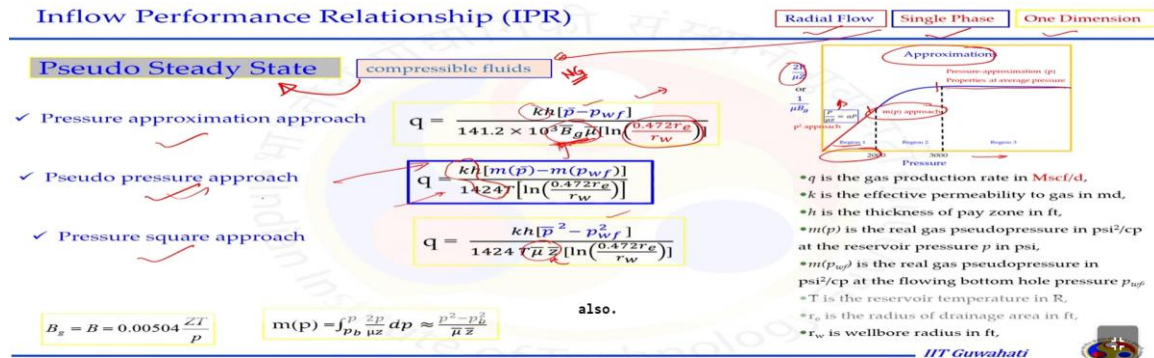 Inflow Performance Relationship (IPR)
Radial Flow
Single Phase
One Dimension
Pseudo Steady State
compressible fluids
NG
✓ Pressure approximation approach
q = kh[p̄−p_wf] / 141.2 × 10³B_g μ̄[ln(0.472r_e/r_w)]
✓ Pseudo pressure approach
q = kh[m(p̄)−m(p_wf)] / 1424T[ln(0.472r_e/r_w)]
✓ Pressure square approach
q = kh[p̄²−p²_wf] / 1424 T μ̄ z̄ [ln(0.472r_e/r_w)]
B_g = B = 0.00504 ZT/p
m(p) = ∫_{p_b}^{p} 2p/μz dp ≈ p²−p_b²/μ̄ z̄
also.
Approximation
Pressure-approximation (p)
Properties at average pressure
2P/μZ
or
1/μB_g
P/μz = aP
p² approach
m(p) approach
Region 1
Region 2
Region 3
2000
3000
Pressure
•q is the gas production rate in Mscf/d,
•k is the effective permeability to gas in md,
•h is the thickness of pay zone in ft,
•m(p) is the real gas pseudopressure in psi²/cp
at the reservoir pressure p in psi,
•m(p_wf) is the real gas pseudopressure in
psi²/cp at the flowing bottom hole pressure p_wf,
•T is the reservoir temperature in R,
•r_e is the radius of drainage area in ft,
•r_w is wellbore radius in ft,
IIT Guwahati